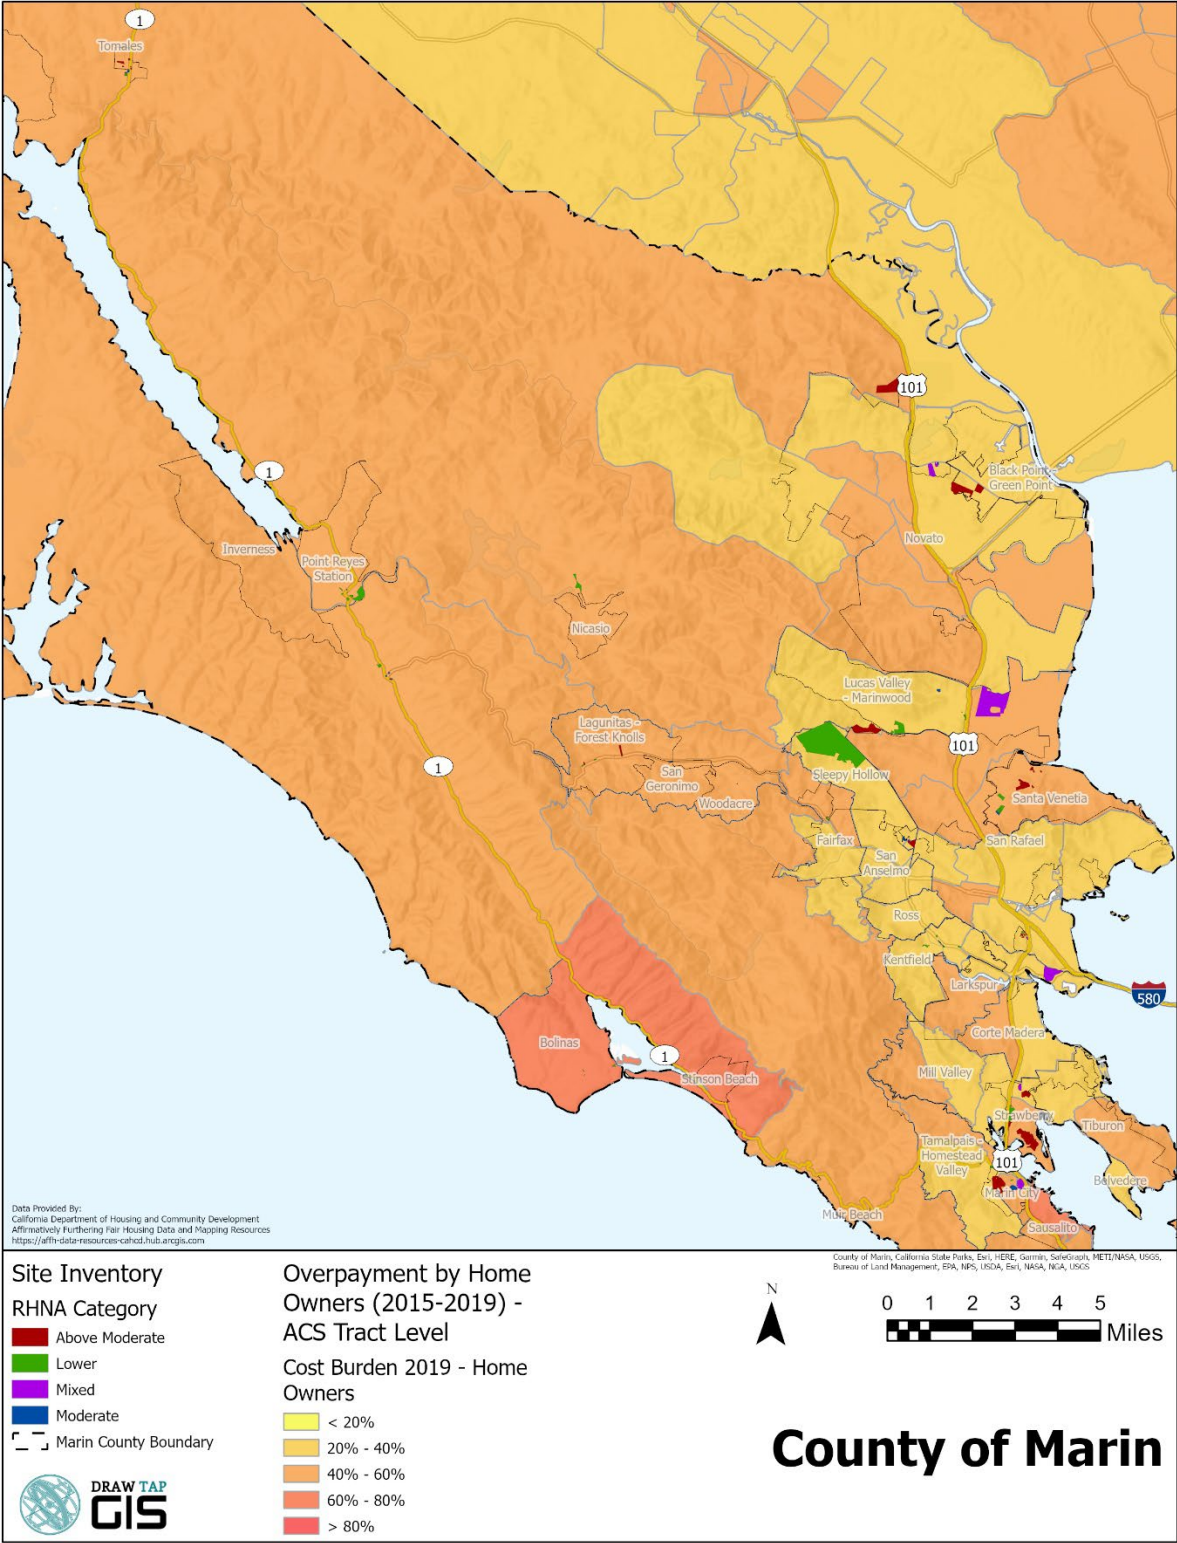 1
Tomales
101
Black Point -
Green Point
1
Novato
Inverness
Point Reyes
Station
Nicasio
Lucas Valley
- Marinwood
Lagunitas -
Forest Knolls
101
1
San
Geronimo
Sleepy Hollow
Woodacre
Santa Venetia
Fairfax
San Rafael
San
Anselmo
Ross
Kentfield
Larkspur
580
Bolinas
Corte Madera
1
Stinson Beach
Mill Valley
Strawberry
Tiburon
Tamalpais -
Homestead
Valley
101
Belvedere
Marin City
Muir Beach
Sausalito
Data Provided By:
California Department of Housing and Community Development
Affirmatively Furthering Fair Housing Data and Mapping Resources
https://affh-data-resources-cahcd.hub.arcgis.com
County of Marin, California State Parks, Esri, HERE, Garmin, SafeGraph, METI/NASA, USGS,
Bureau of Land Management, EPA, NPS, USDA, Esri, NASA, NGA, USGS
Site Inventory
RHNA Category
Above Moderate
Lower
Mixed
Moderate
Marin County Boundary
DRAW TAP
GIS
Overpayment by Home
Owners (2015-2019) -
ACS Tract Level
Cost Burden 2019 - Home
Owners
< 20%
20% - 40%
40% - 60%
60% - 80%
> 80%
N
0 1 2 3 4 5
Miles
County of Marin